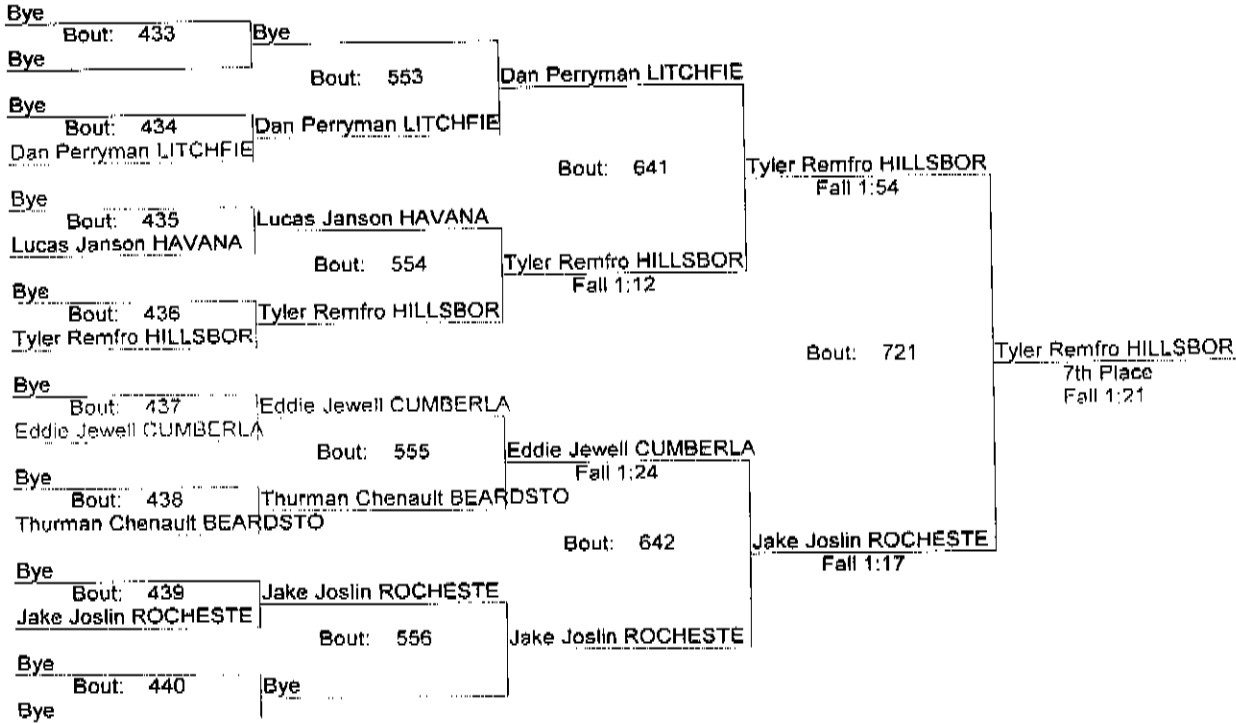 Bye
Bout: 433
Bye
Bye
Bout: 553
Dan Perryman LITCHFIE
Bye
Bout: 434
Dan Perryman LITCHFIE
Dan Perryman LITCHFIE
Bout: 641
Tyler Remfro HILLSBOR
Fall 1:54
Bye
Bout: 435
Lucas Janson HAVANA
Lucas Janson HAVANA
Bout: 554
Tyler Remfro HILLSBOR
Fall 1:12
Bye
Bout: 436
Tyler Remfro HILLSBOR
Tyler Remfro HILLSBOR
Bout: 721
Tyler Remfro HILLSBOR
7th Place
Fall 1:21
Bye
Bout: 437
Eddie Jewell CUMBERLA
Eddie Jewell CUMBERLA
Bout: 555
Eddie Jewell CUMBERLA
Fall 1:24
Bye
Bout: 438
Thurman Chenault BEARDSTO
Thurman Chenault BEARDSTO
Bout: 642
Jake Joslin ROCHESTE
Fall 1:17
Bye
Bout: 439
Jake Joslin ROCHESTE
Jake Joslin ROCHESTE
Bout: 556
Jake Joslin ROCHESTE
Bye
Bout: 440
Bye
Bye